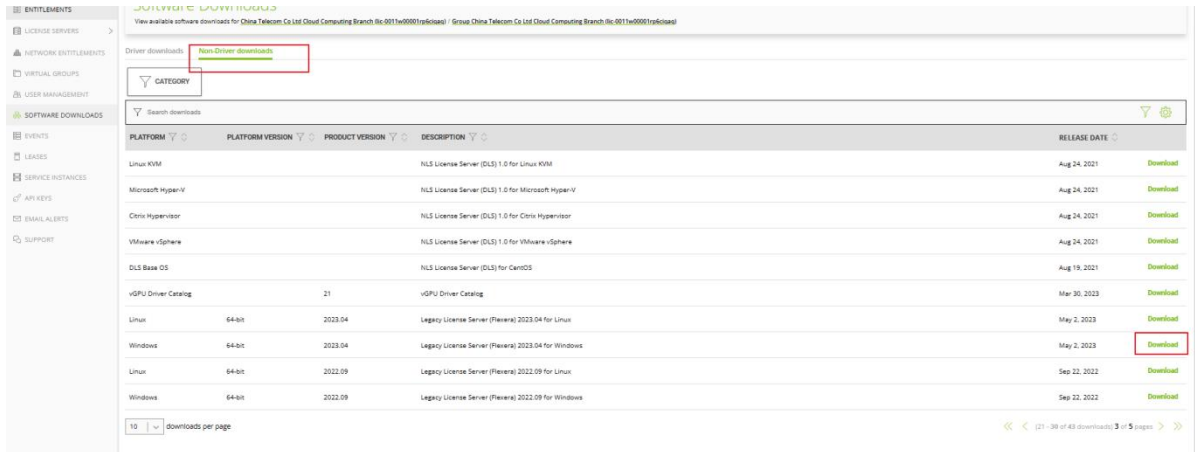 ENTITLEMENTS
LICENSE SERVERS
NETWORK ENTITLEMENTS
VIRTUAL GROUPS
USER MANAGEMENT
SOFTWARE DOWNLOADS
EVENTS
LEASES
SERVICE INSTANCES
API KEYS
EMAIL ALERTS
SUPPORT
Software Downloads
View available software downloads for China Telecom Co Ltd Cloud Computing Branch (lic-0011w00001rp6cisaq) / Group China Telecom Co Ltd Cloud Computing Branch (lic-0011w00001rp6cisaq)
Driver downloads Non-Driver downloads
CATEGORY
Search downloads
PLATFORM PLATFORM VERSION PRODUCT VERSION DESCRIPTION RELEASE DATE
Linux KVM NLS License Server (DLS) 1.0 for Linux KVM Aug 24, 2021 Download
Microsoft Hyper-V NLS License Server (DLS) 1.0 for Microsoft Hyper-V Aug 24, 2021 Download
Citrix Hypervisor NLS License Server (DLS) 1.0 for Citrix Hypervisor Aug 24, 2021 Download
VMware vSphere NLS License Server (DLS) 1.0 for VMware vSphere Aug 24, 2021 Download
DLS Base OS NLS License Server (DLS) for CentOS Aug 19, 2021 Download
vGPU Driver Catalog 21 vGPU Driver Catalog Mar 30, 2023 Download
Linux 64-bit 2023.04 Legacy License Server (Flexera) 2023.04 for Linux May 2, 2023 Download
Windows 64-bit 2023.04 Legacy License Server (Flexera) 2023.04 for Windows May 2, 2023 Download
Linux 64-bit 2022.09 Legacy License Server (Flexera) 2022.09 for Linux Sep 22, 2022 Download
Windows 64-bit 2022.09 Legacy License Server (Flexera) 2022.09 for Windows Sep 22, 2022 Download
10 downloads per page (21 - 30 of 43 downloads) 3 of 5 pages